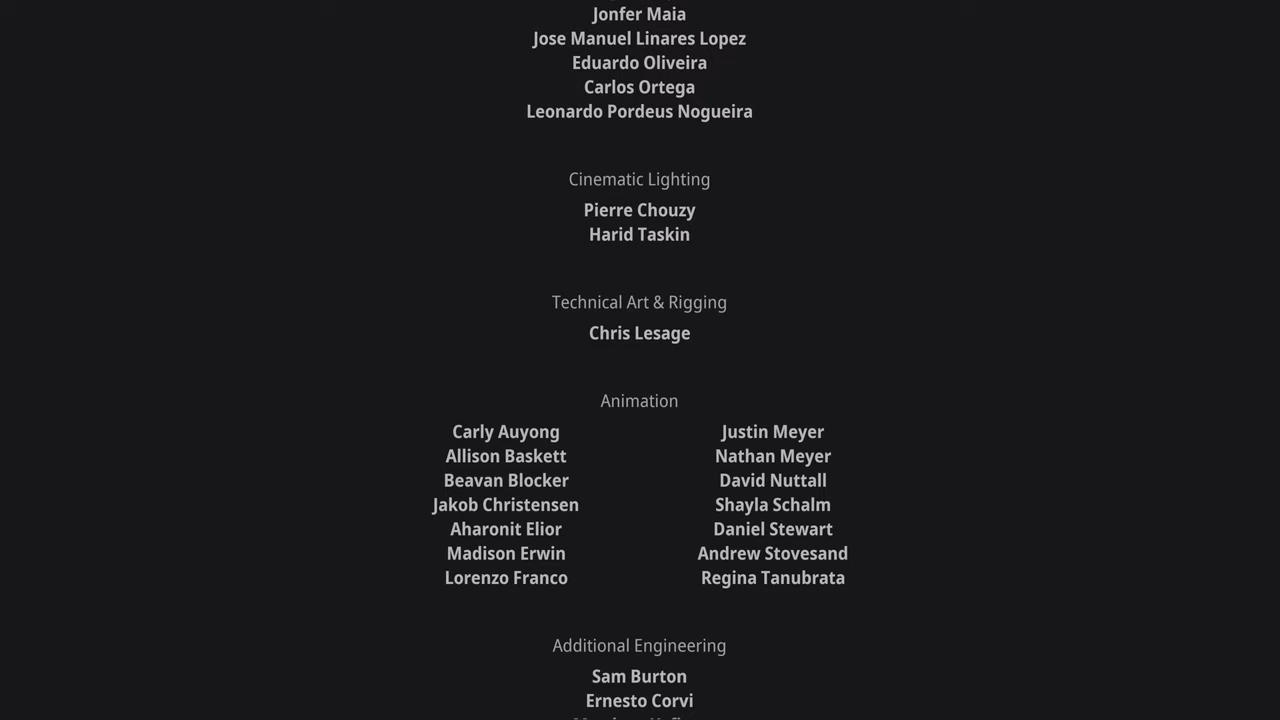 Jonfer Maia
Jose Manuel Linares Lopez
Eduardo Oliveira
Carlos Ortega
Leonardo Pordeus Nogueira
Cinematic Lighting
Pierre Chouzy
Harid Taskin
Technical Art & Rigging
Chris Lesage
Animation
Carly Auyong
Allison Baskett
Beavan Blocker
Jakob Christensen
Aharonit Elior
Madison Erwin
Lorenzo Franco
Justin Meyer
Nathan Meyer
David Nuttall
Shayla Schalm
Daniel Stewart
Andrew Stovesand
Regina Tanubrata
Additional Engineering
Sam Burton
Ernesto Corvi